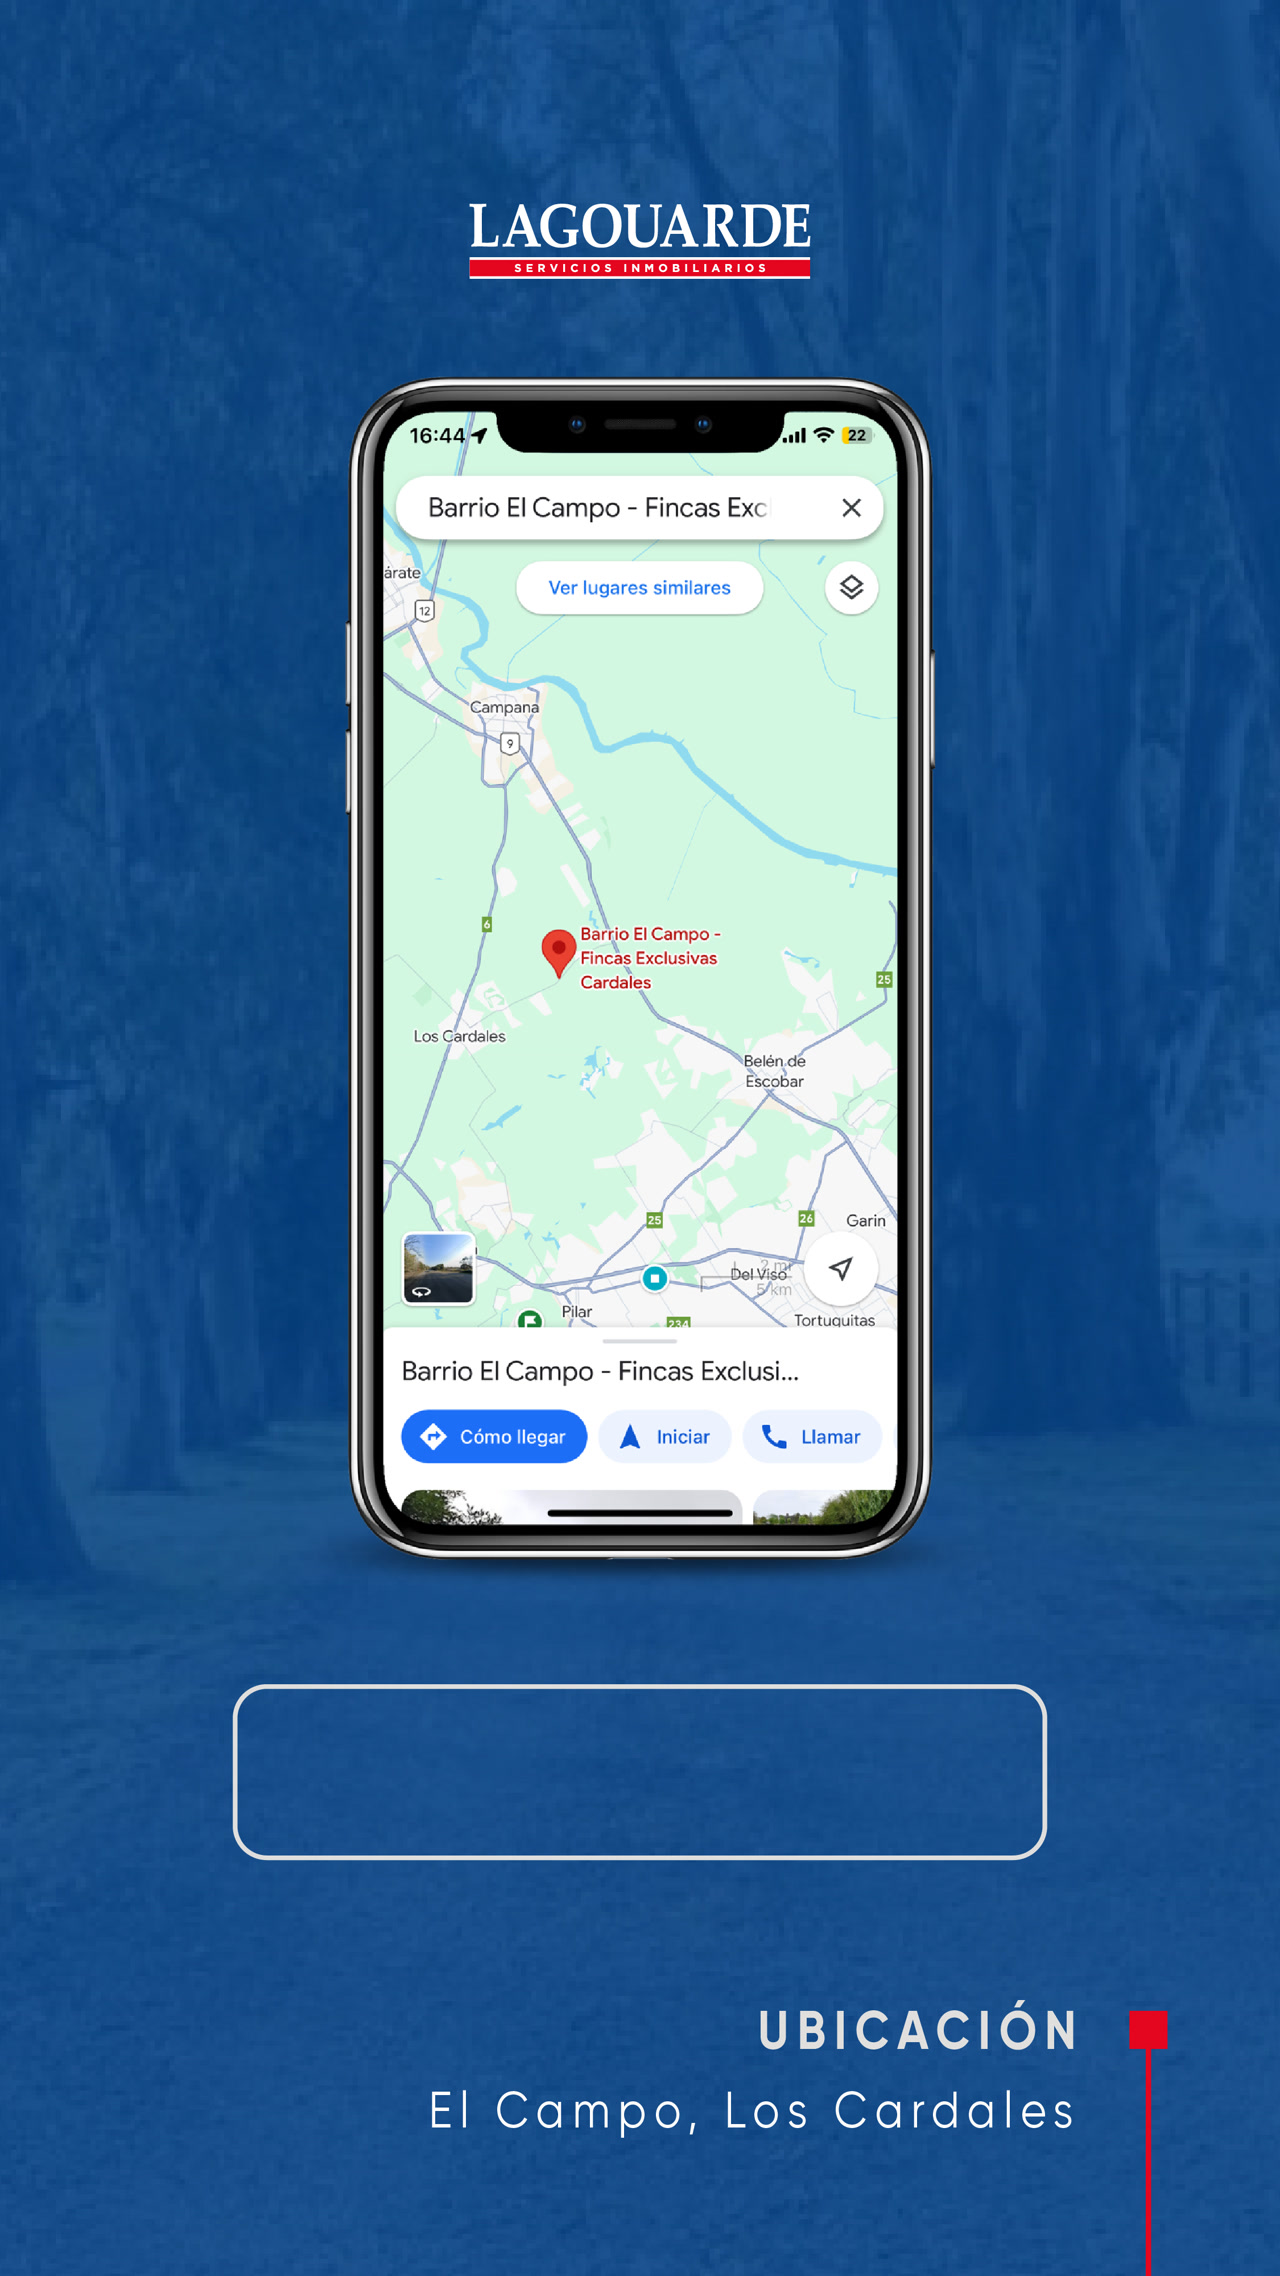 LAGOUARDE
SERVICIOS INMOBILIARIOS
16:44
22
Barrio El Campo - Fincas Exc
Ver lugares similares
árate
12
Campana
9
6
Barrio El Campo -
Fincas Exclusivas
Cardales
25
Los Cardales
Belén de
Escobar
25
26
Garin
2 mi
Del Viso
5 km
Pilar
234
Tortuguitas
Barrio El Campo - Fincas Exclusi...
Cómo llegar
Iniciar
Llamar
UBICACIÓN
El Campo, Los Cardales